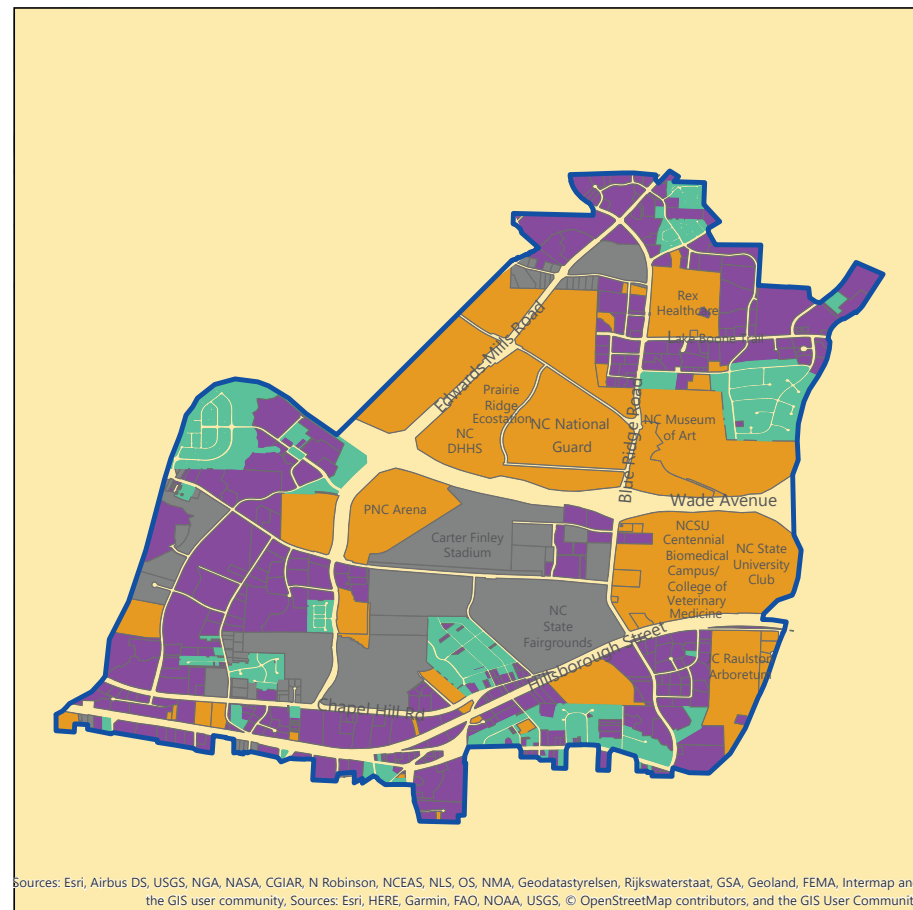 Rex
Healthcare
Lake Boone Trail
Edwards Mills Road
Prairie
Ridge
Ecostation
NC National
Guard
NC
DHHS
Blue Ridge Road
NC Museum
of Art
Wade Avenue
PNC Arena
Carter Finley
Stadium
NCSU
Centennial
Biomedical
Campus/
College of
Veterinary
Medicine
NC State
University
Club
NC
State
Fairgrounds
Hillsborough Street
JC Raulston
Arboretum
Chapel Hill Rd
Sources: Esri, Airbus DS, USGS, NGA, NASA, CGIAR, N Robinson, NCEAS, NLS, OS, NMA, Geodatastyrelsen, Rijkswaterstaat, GSA, Geoland, FEMA, Intermap an
the GIS user community, Sources: Esri, HERE, Garmin, FAO, NOAA, USGS, © OpenStreetMap contributors, and the GIS User Communit